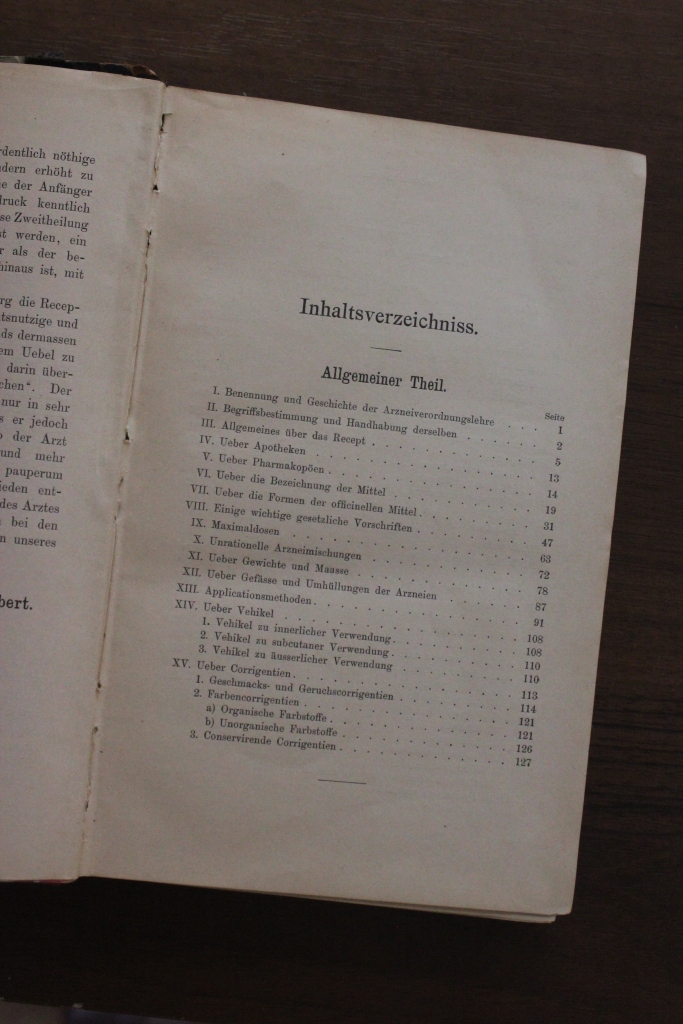 rdentlich nöthige
ndern erhöht zu
e der Anfänger
druck kenntlich
se Zweitheilung
st werden, ein
r als der be-
hinaus ist, mit
rg die Recep-
tsnutzige und
ds dermassen
em Uebel zu
darin über-
chen“. Der
nur in sehr
s er jedoch
o der Arzt
und mehr
pauperum
ieden ent-
des Arztes
bei den
n unseres
bert.
Inhaltsverzeichniss.
Allgemeiner Theil.
Seite
I. Benennung und Geschichte der Arzneiverordnungslehre . . . . 1
II. Begriffsbestimmung und Handhabung derselben . . . . 2
III. Allgemeines über das Recept . . . . 5
IV. Ueber Apotheken . . . . 13
V. Ueber Pharmakopöen . . . . 14
VI. Ueber die Bezeichnung der Mittel . . . . 19
VII. Ueber die Formen der officinellen Mittel . . . . 31
VIII. Einige wichtige gesetzliche Vorschriften . . . . 47
IX. Maximaldosen . . . . 63
X. Unrationelle Arzneimischungen . . . . 72
XI. Ueber Gewichte und Maasse . . . . 78
XII. Ueber Gefässe und Umhüllungen der Arzneien . . . . 87
XIII. Applicationsmethoden . . . . 91
XIV. Ueber Vehikel . . . . 108
1. Vehikel zu innerlicher Verwendung . . . . 108
2. Vehikel zu subcutaner Verwendung . . . . 110
3. Vehikel zu äusserlicher Verwendung . . . . 110
XV. Ueber Corrigentien . . . . 113
1. Geschmacks- und Geruchscorrigentien . . . . 114
2. Farbencorrigentien . . . . 121
a) Organische Farbstoffe . . . . 121
b) Unorganische Farbstoffe . . . . 126
3. Conservirende Corrigentien . . . . 127